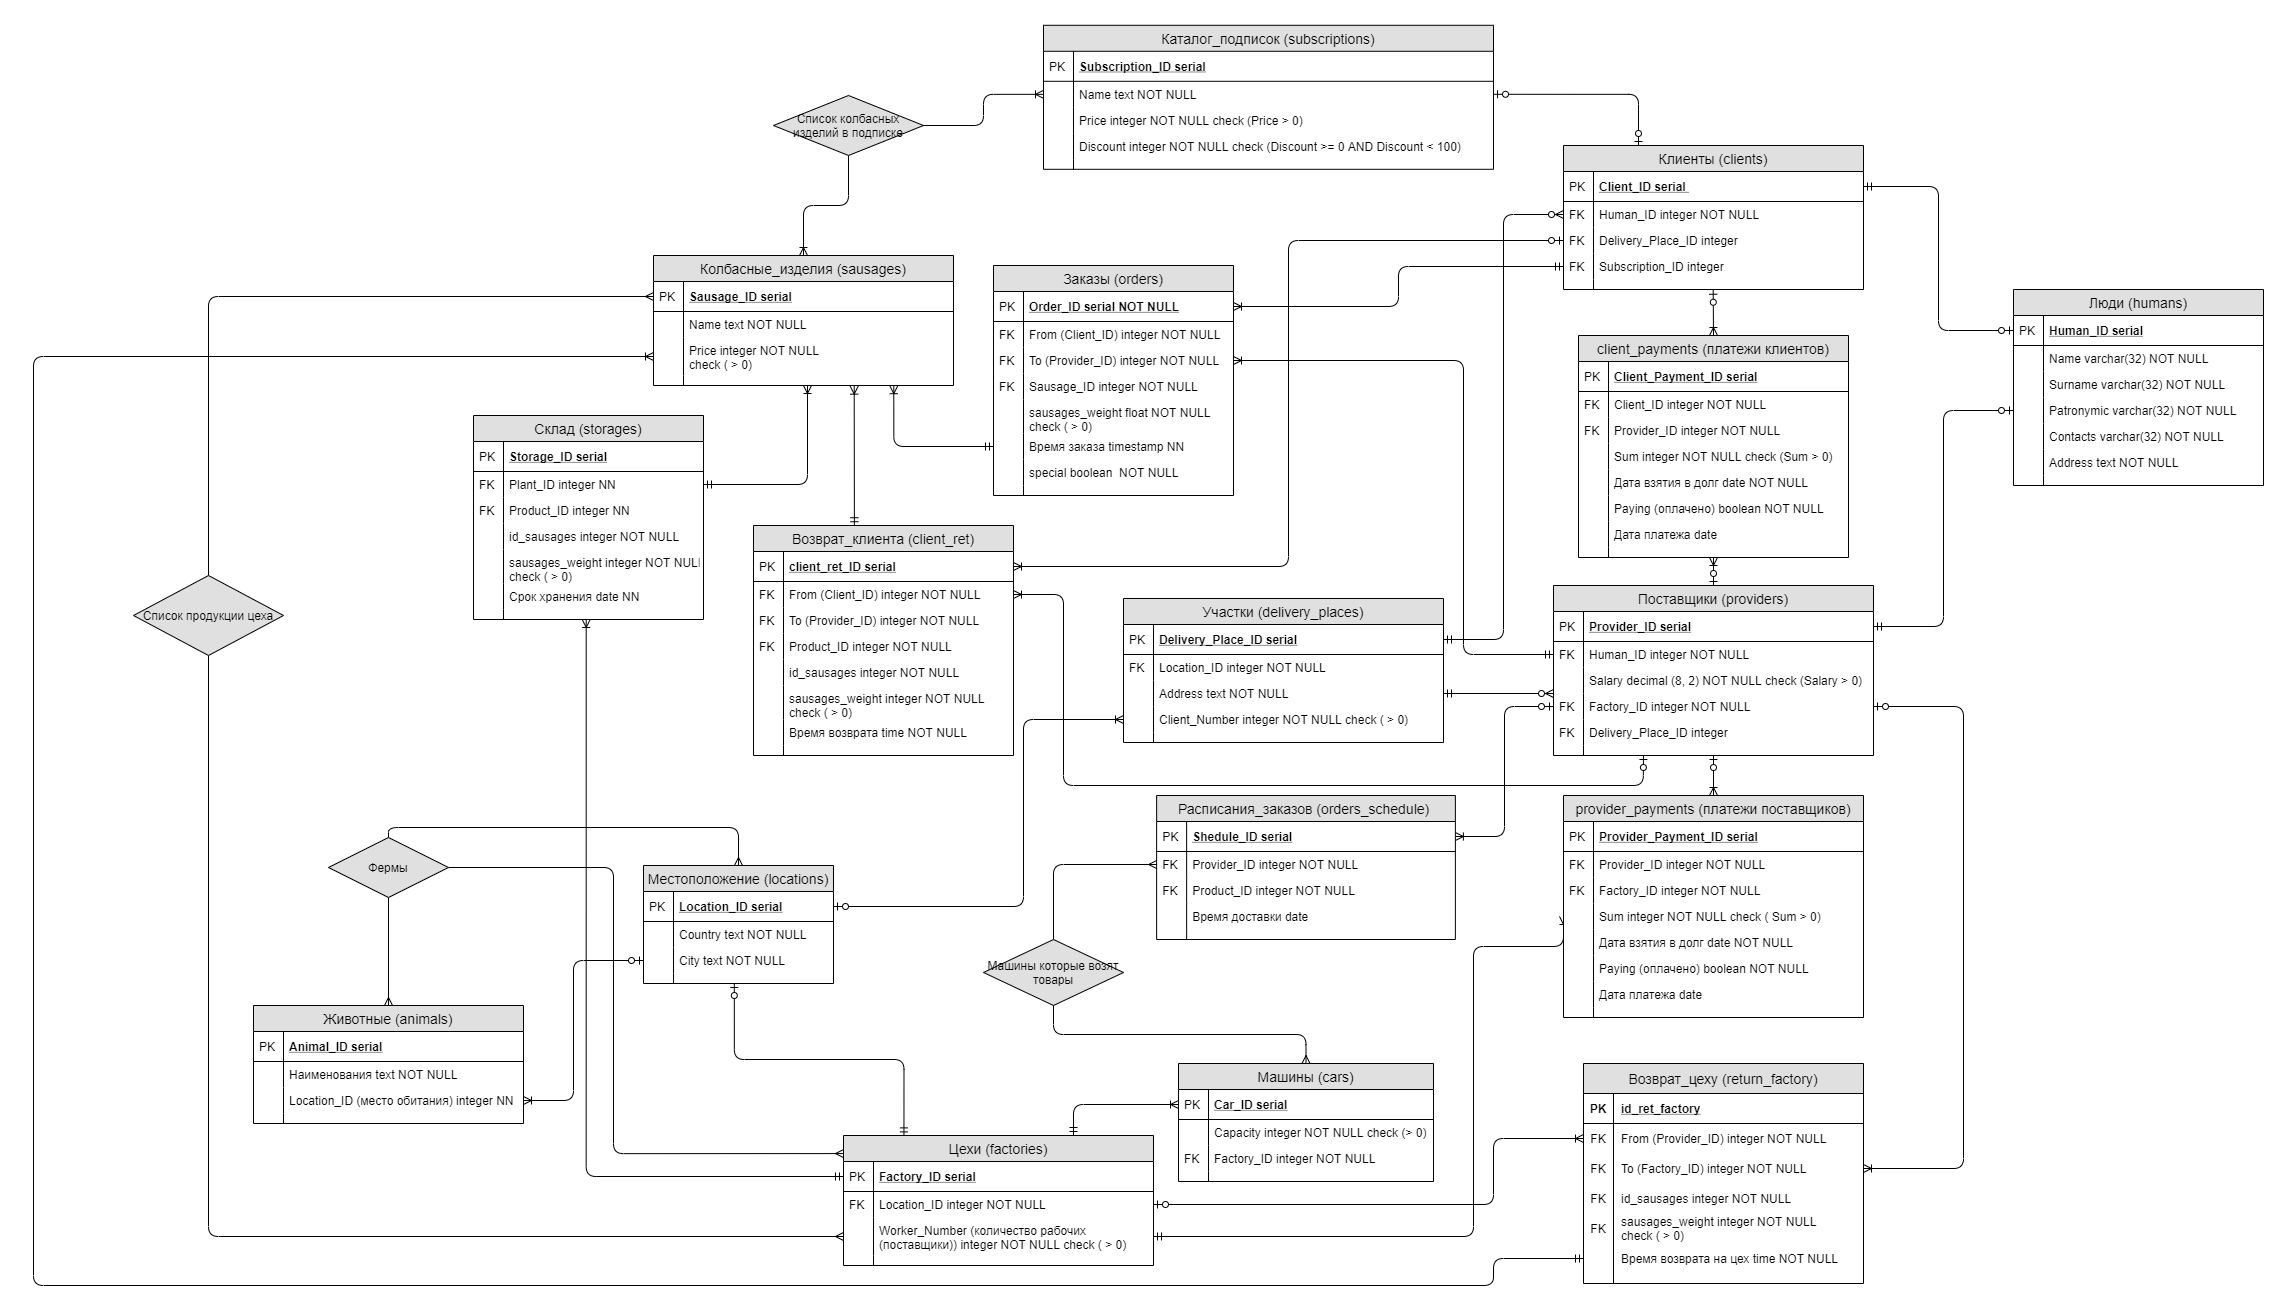 Каталог_подписок (subscriptions)
PK
Subscription_ID serial
Name text NOT NULL
Price integer NOT NULL check (Price > 0)
Discount integer NOT NULL check (Discount >= 0 AND Discount < 100)
Список колбасных
изделий в подписке
Клиенты (clients)
PK
Client_ID serial
FK
Human_ID integer NOT NULL
FK
Delivery_Place_ID integer
FK
Subscription_ID integer
Колбасные_изделия (sausages)
PK
Sausage_ID serial
Name text NOT NULL
Price integer NOT NULL
check ( > 0)
Заказы (orders)
PK
Order_ID serial NOT NULL
FK
From (Client_ID) integer NOT NULL
FK
To (Provider_ID) integer NOT NULL
FK
Sausage_ID integer NOT NULL
sausages_weight float NOT NULL
check ( > 0)
Время заказа timestamp NN
special boolean  NOT NULL
Люди (humans)
PK
Human_ID serial
Name varchar(32) NOT NULL
Surname varchar(32) NOT NULL
Patronymic varchar(32) NOT NULL
Contacts varchar(32) NOT NULL
Address text NOT NULL
client_payments (платежи клиентов)
PK
Client_Payment_ID serial
FK
Client_ID integer NOT NULL
FK
Provider_ID integer NOT NULL
Sum integer NOT NULL check (Sum > 0)
Дата взятия в долг date NOT NULL
Paying (оплачено) boolean NOT NULL
Дата платежа date
Склад (storages)
PK
Storage_ID serial
FK
Plant_ID integer NN
FK
Product_ID integer NN
id_sausages integer NOT NULL
sausages_weight integer NOT NULL
check ( > 0)
Срок хранения date NN
Возврат_клиента (client_ret)
PK
client_ret_ID serial
FK
From (Client_ID) integer NOT NULL
FK
To (Provider_ID) integer NOT NULL
FK
Product_ID integer NOT NULL
id_sausages integer NOT NULL
sausages_weight integer NOT NULL
check ( > 0)
Время возврата time NOT NULL
Список продукции цеха
Участки (delivery_places)
PK
Delivery_Place_ID serial
FK
Location_ID integer NOT NULL
Address text NOT NULL
Client_Number integer NOT NULL check ( > 0)
Поставщики (providers)
PK
Provider_ID serial
FK
Human_ID integer NOT NULL
Salary decimal (8, 2) NOT NULL check (Salary > 0)
FK
Factory_ID integer NOT NULL
FK
Delivery_Place_ID integer
Расписания_заказов (orders_schedule)
PK
Shedule_ID serial
FK
Provider_ID integer NOT NULL
FK
Product_ID integer NOT NULL
Время доставки date
provider_payments (платежи поставщиков)
PK
Provider_Payment_ID serial
FK
Provider_ID integer NOT NULL
FK
Factory_ID integer NOT NULL
Sum integer NOT NULL check ( Sum > 0)
Дата взятия в долг date NOT NULL
Paying (оплачено) boolean NOT NULL
Дата платежа date
Фермы
Местоположение (locations)
PK
Location_ID serial
Country text NOT NULL
City text NOT NULL
Машины которые возят
товары
Животные (animals)
PK
Animal_ID serial
Наименования text NOT NULL
Location_ID (место обитания) integer NN
Машины (cars)
PK
Car_ID serial
Capacity integer NOT NULL check (> 0)
FK
Factory_ID integer NOT NULL
Возврат_цеху (return_factory)
PK
id_ret_factory
FK
From (Provider_ID) integer NOT NULL
FK
To (Factory_ID) integer NOT NULL
FK
id_sausages integer NOT NULL
FK
sausages_weight integer NOT NULL
check ( > 0)
Время возврата на цех time NOT NULL
Цехи (factories)
PK
Factory_ID serial
FK
Location_ID integer NOT NULL
Worker_Number (количество рабочих
(поставщики)) integer NOT NULL check ( > 0)